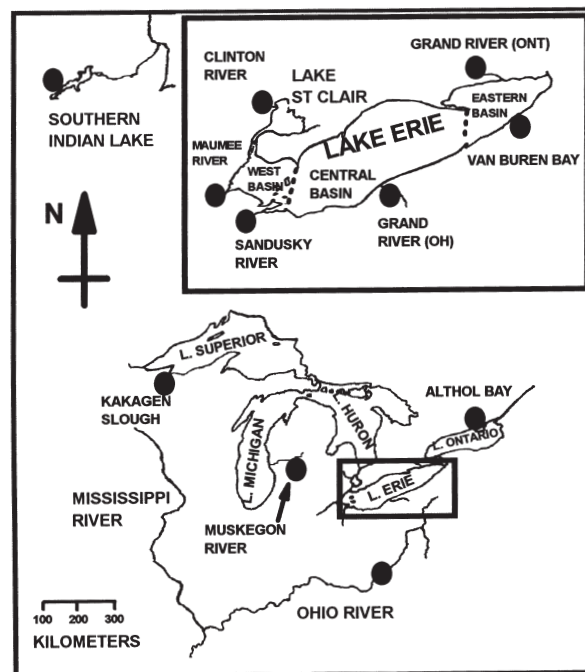 SOUTHERN
INDIAN LAKE
CLINTON
RIVER
LAKE
ST CLAIR
GRAND RIVER (ONT)
EASTERN
BASIN
MAUMEE
RIVER
LAKE ERIE
WEST
BASIN
CENTRAL
BASIN
VAN BUREN BAY
SANDUSKY
RIVER
GRAND
RIVER (OH)
N
L. SUPERIOR
KAKAGEN
SLOUGH
L. MICHIGAN
L. HURON
ALTHOL BAY
L. ONTARIO
L. ERIE
MISSISSIPPI
RIVER
MUSKEGON
RIVER
OHIO RIVER
100 200 300
KILOMETERS